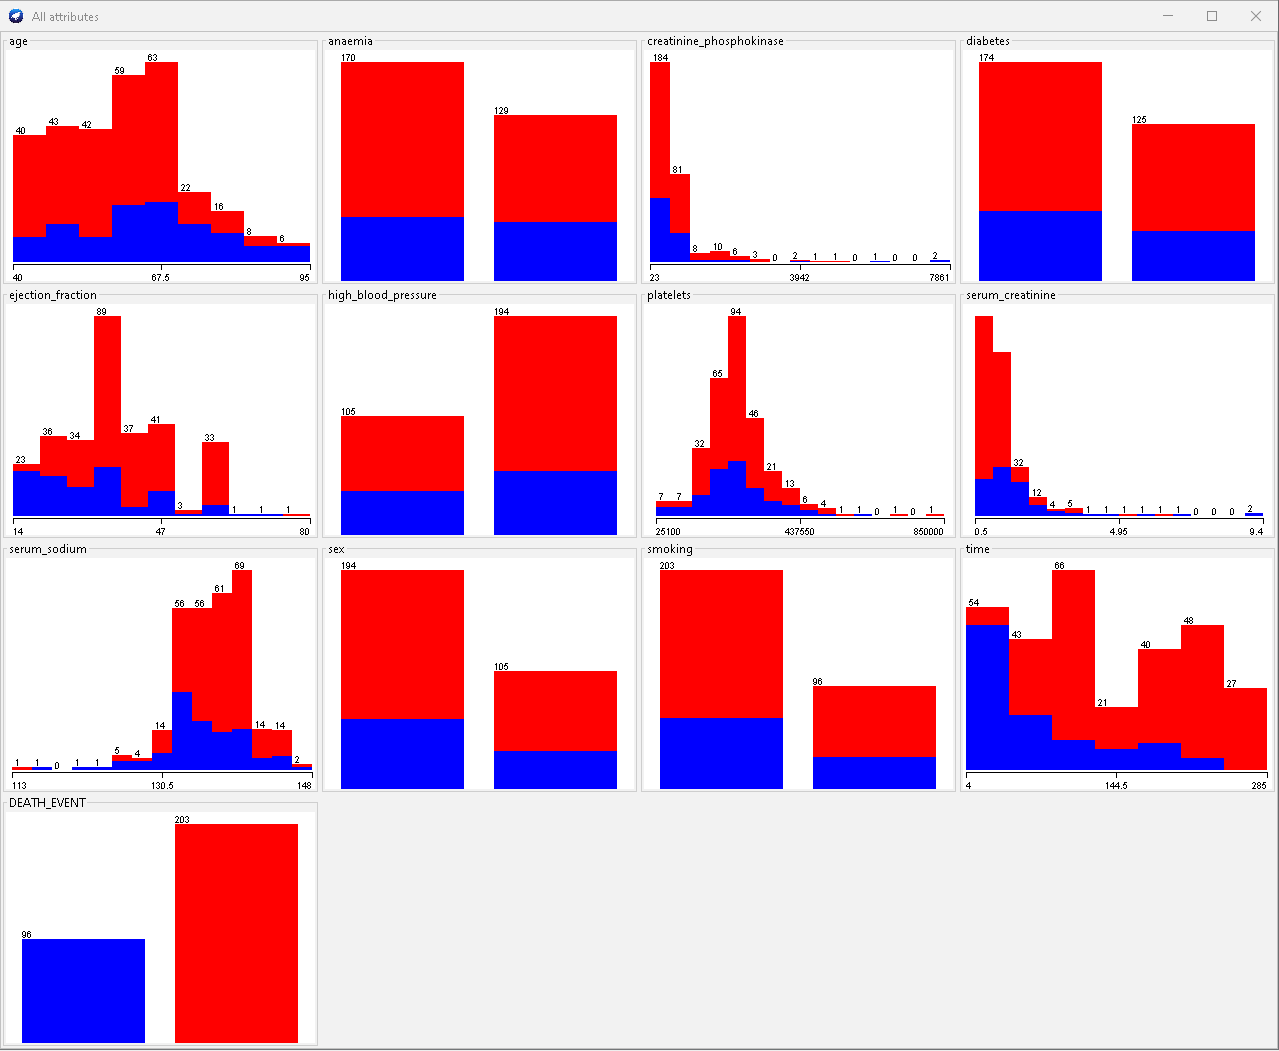 All attributes
age
40 43 42 59 63 22 16 8 6
40 67.5 95
anaemia
170 129
creatinine_phosphokinase
184 81 8 10 6 3 0 2 1 1 0 1 0 0 2
23 3942 7861
diabetes
174 125
ejection_fraction
23 36 34 89 37 41 3 33 1 1 1
14 47 80
high_blood_pressure
105 194
platelets
7 7 32 65 94 46 21 13 6 4 1 1 0 1 0 1
25100 437550 850000
serum_creatinine
32 12 4 5 1 1 1 1 1 1 0 0 0 2
0.5 4.95 9.4
serum_sodium
1 1 0 1 1 5 4 14 56 56 61 69 14 14 2
113 130.5 148
sex
194 105
smoking
203 96
time
54 43 66 21 40 48 27
4 144.5 285
DEATH_EVENT
96 203